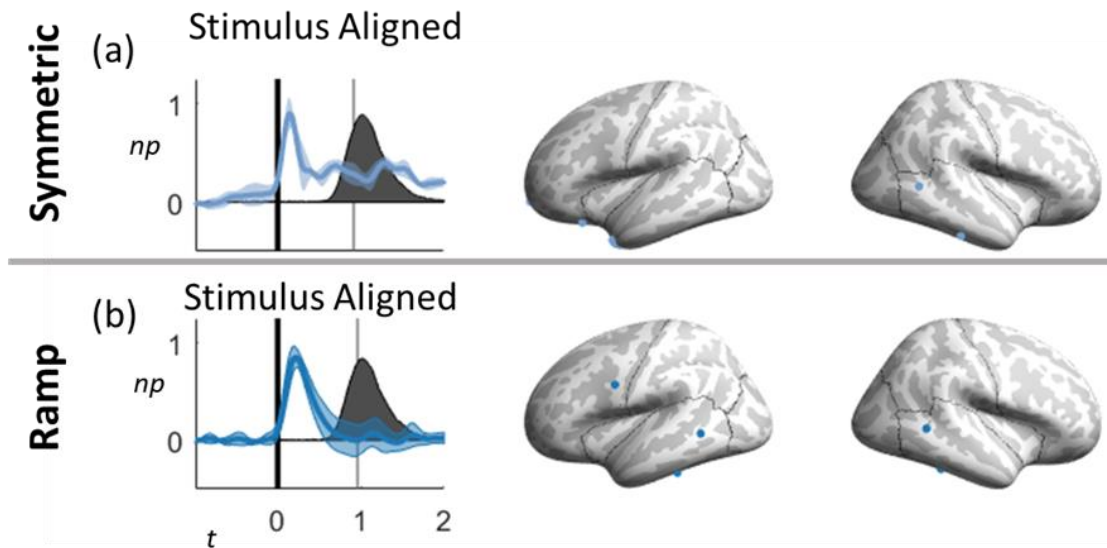 Symmetric
(a)
Stimulus Aligned
1
np
0
Ramp
(b)
Stimulus Aligned
1
np
0
0 1 2
t